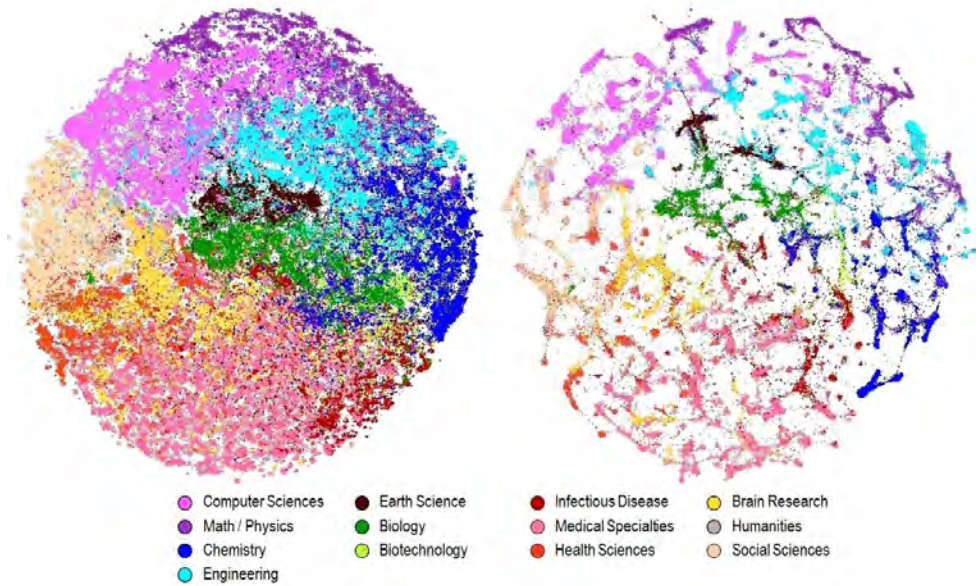 Computer Sciences
Math / Physics
Chemistry
Engineering
Earth Science
Biology
Biotechnology
Infectious Disease
Medical Specialties
Health Sciences
Brain Research
Humanities
Social Sciences